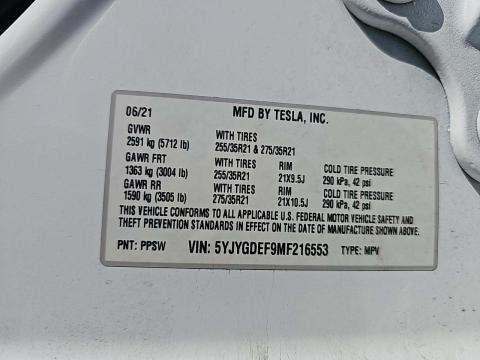 06/21 MFD BY TESLA, INC.
GVWR WITH TIRES
2591 kg (5712 lb) 255/35R21 & 275/35R21
GAWR FRT WITH TIRES RIM COLD TIRE PRESSURE
1363 kg (3004 lb) 255/35R21 21X9.5J 290 kPa, 42 psi
GAWR RR WITH TIRES RIM COLD TIRE PRESSURE
1590 kg (3505 lb) 275/35R21 21X10.5J 290 kPa, 42 psi
THIS VEHICLE CONFORMS TO ALL APPLICABLE U.S. FEDERAL MOTOR VEHICLE SAFETY AND
THEFT PREVENTION STANDARDS IN EFFECT ON THE DATE OF MANUFACTURE SHOWN ABOVE.
PNT: PPSW VIN: 5YJYGDEF9MF216553 TYPE: MPV